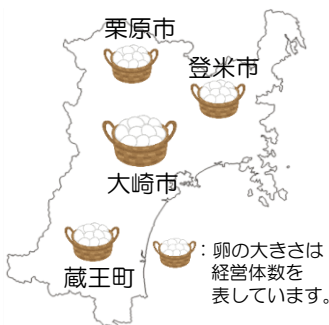 栗原市
登米市
大崎市
蔵王町
：卵の大きさは
経営体数を
表しています。